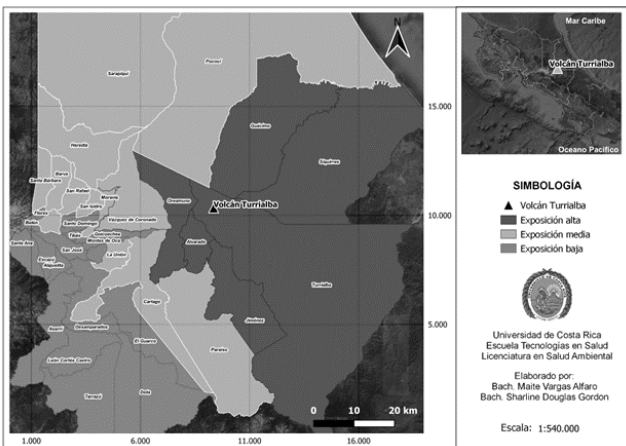 N
Sarapiquí
Pococí
Guácimo
Siquirres
Heredia
Barva
Santa Bárbara
San Rafael
San Isidro
Moravia
Flores
Belén
Santo Domingo
Vázquez de Coronado
Tibás
Goicoechea
Montes de Oca
Santa Ana
San José
Escazú
Alajuelita
La Unión
Oreamuno
Volcán Turrialba
Alvarado
Turrialba
Cartago
Jiménez
Paraíso
Desamparados
Aserrí
El Guarco
León Cortés Castro
Tarrazú
Dota
15.000
10.000
5.000
0 10 20 km
1.000 6.000 11.000 16.000
Mar Caribe
Volcán Turrialba
Oceano Pacífico
SIMBOLOGÍA
Volcán Turrialba
Exposición alta
Exposición media
Exposición baja
Universidad de Costa Rica
Escuela Tecnologías en Salud
Licenciatura en Salud Ambiental
Elaborado por:
Bach. Maite Vargas Alfaro
Bach. Sharline Douglas Gordon
Escala: 1:540.000